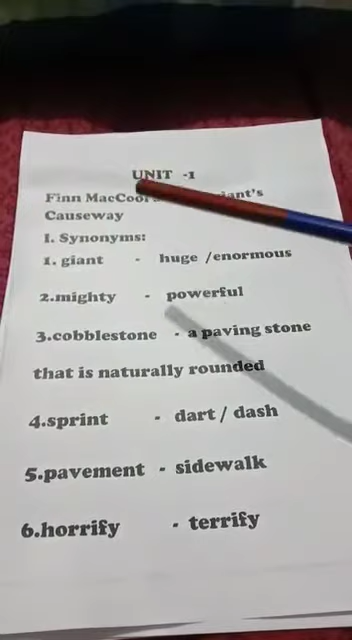 UNIT -1
Finn MacCool ant's
Causeway
I. Synonyms:
1. giant - huge /enormous
2.mighty - powerful
3.cobblestone - a paving stone
that is naturally rounded
4.sprint - dart / dash
5.pavement - sidewalk
6.horrify - terrify